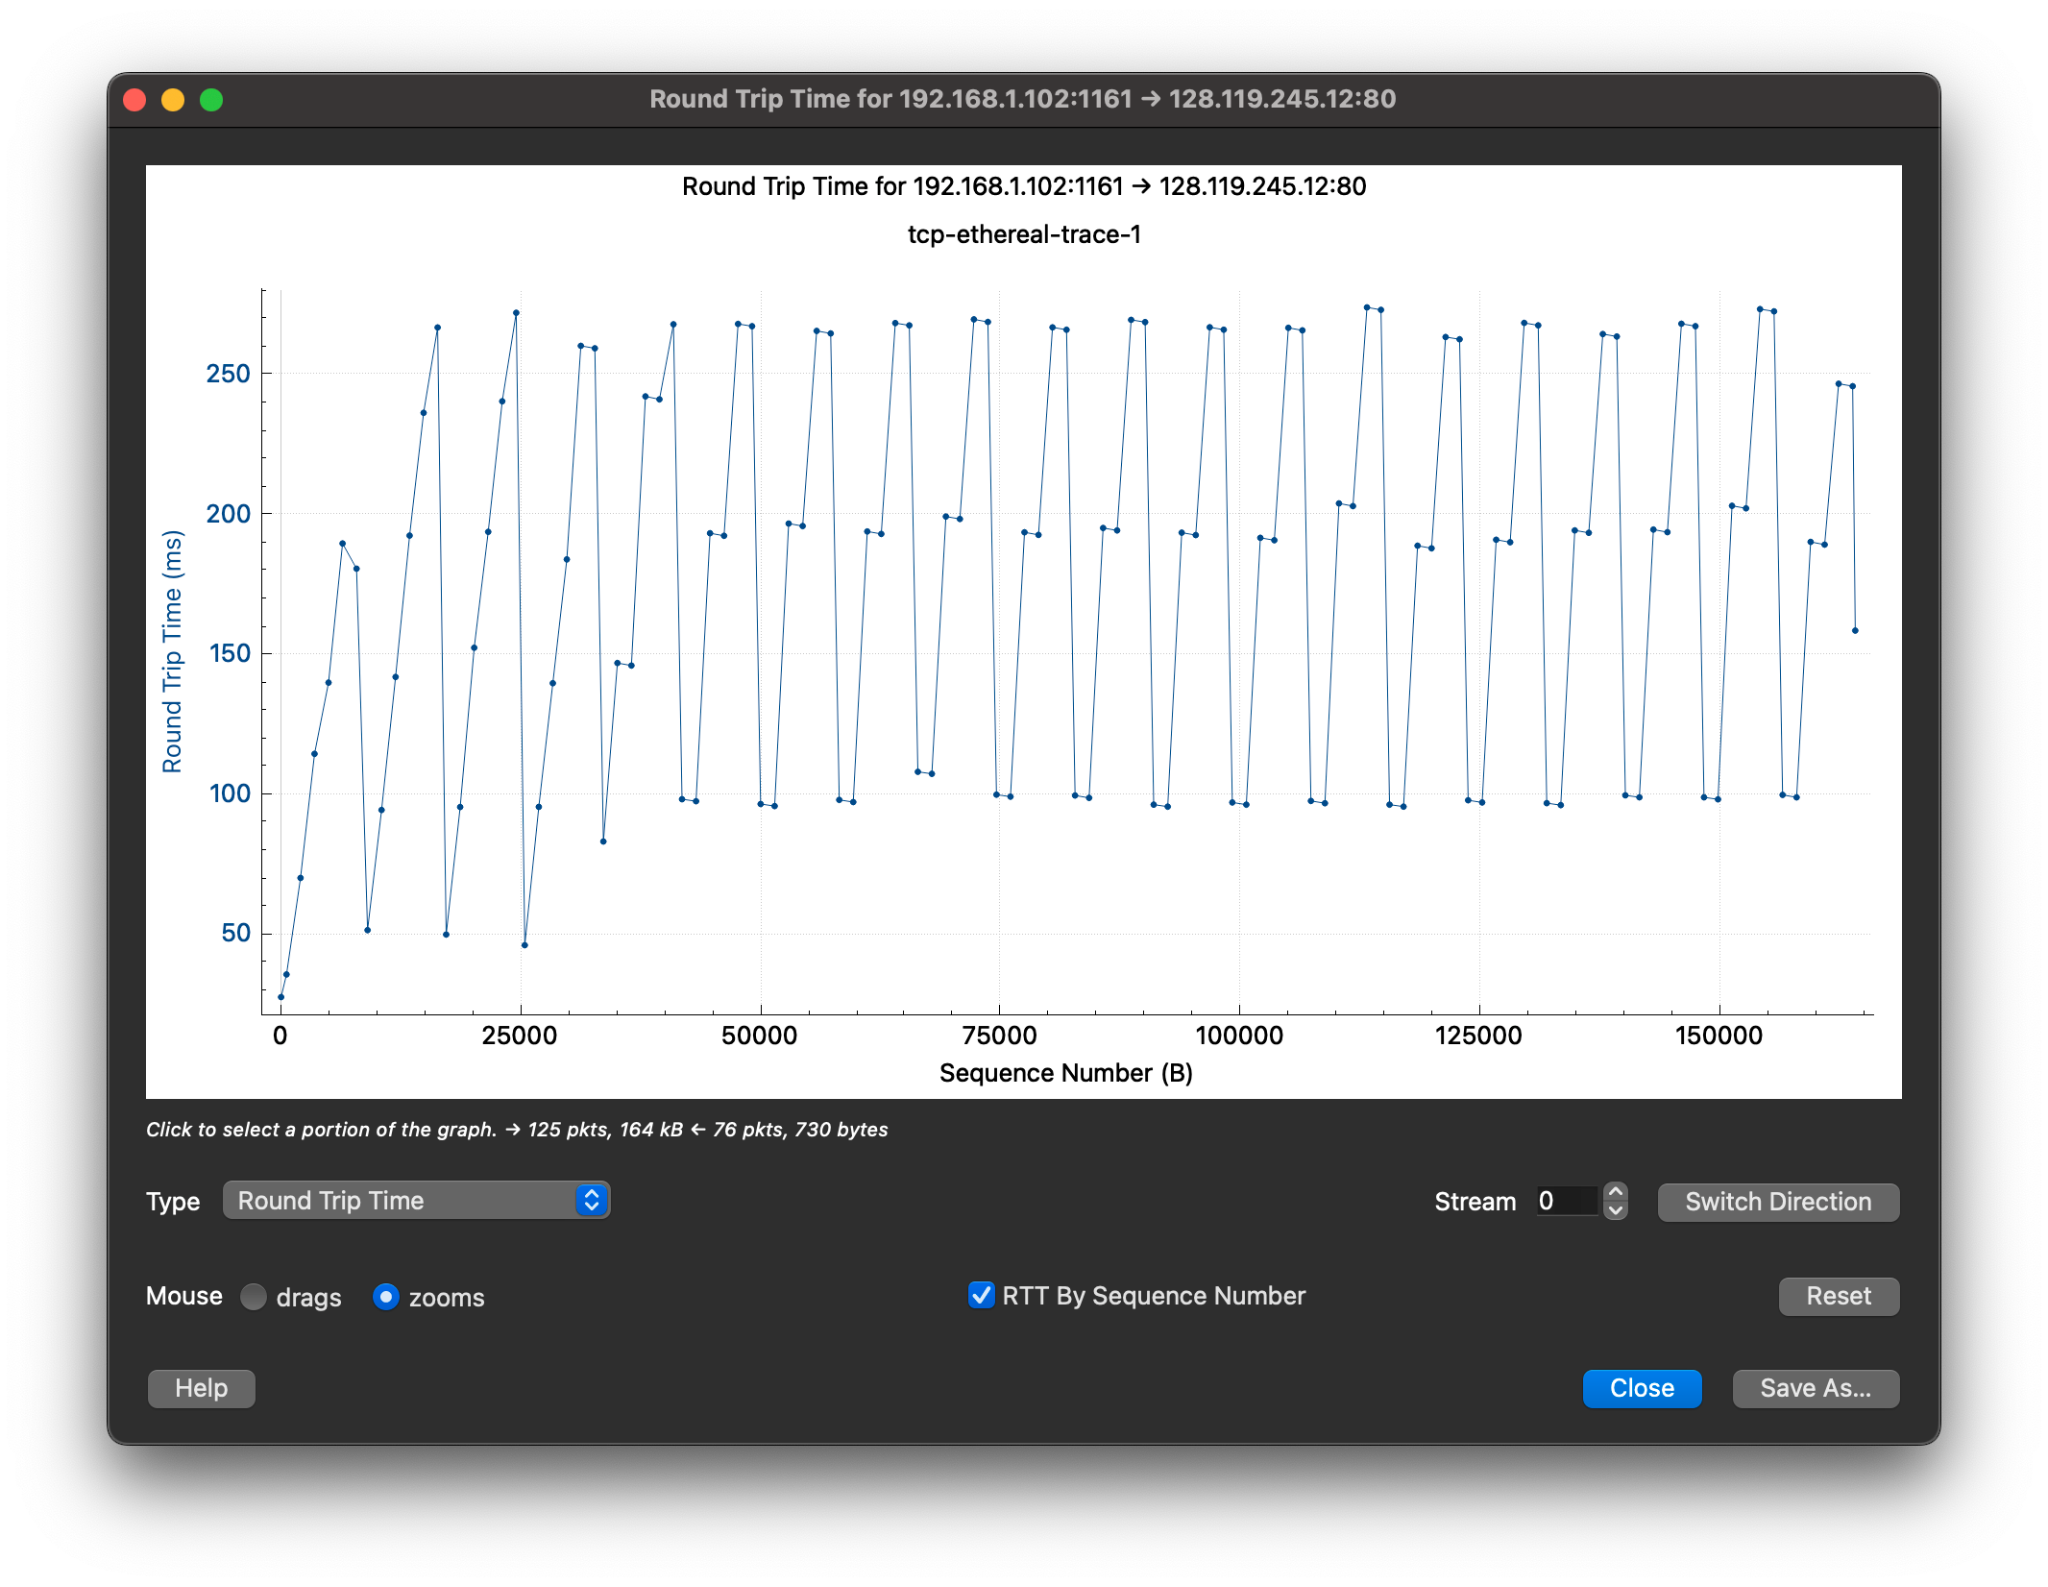 Round Trip Time for 192.168.1.102:1161 → 128.119.245.12:80
Round Trip Time for 192.168.1.102:1161 → 128.119.245.12:80
tcp-ethereal-trace-1
Round Trip Time (ms)
250
200
150
100
50
0 25000 50000 75000 100000 125000 150000
Sequence Number (B)
Click to select a portion of the graph. → 125 pkts, 164 kB ← 76 pkts, 730 bytes
Type Round Trip Time Stream 0 Switch Direction
Mouse drags zooms RTT By Sequence Number Reset
Help Close Save As...